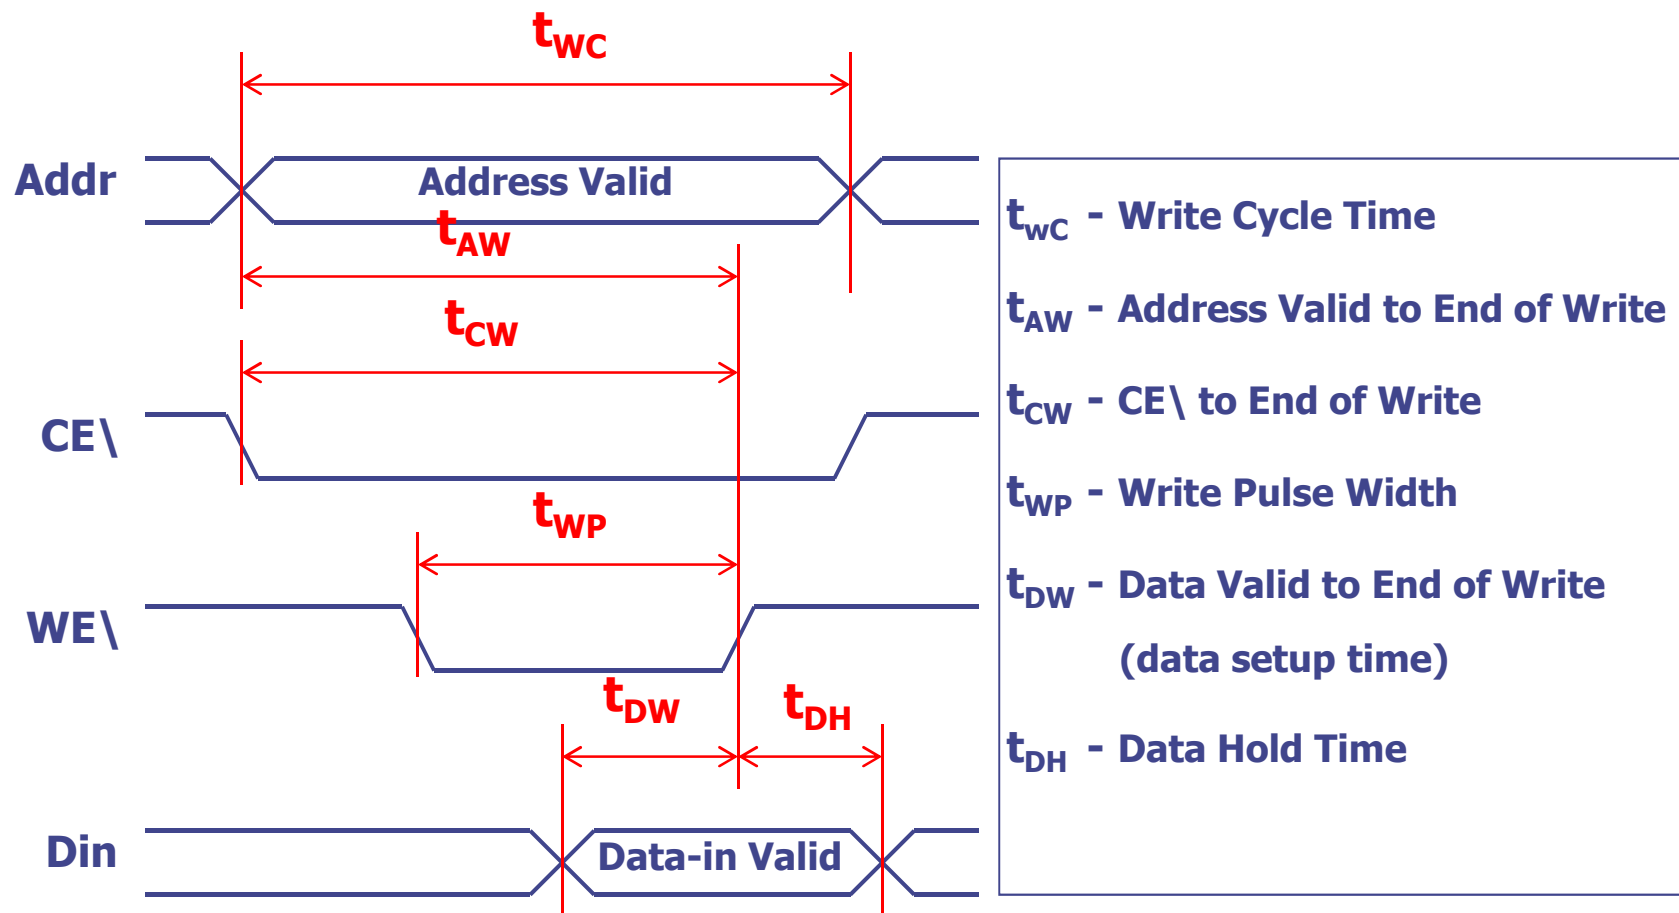 tWC
Addr
Address Valid
tAW
tCW
CE\
tWP
WE\
tDW
tDH
Din
Data-in Valid
twC - Write Cycle Time
tAW - Address Valid to End of Write
tCW - CE\ to End of Write
tWP - Write Pulse Width
tDW - Data Valid to End of Write
(data setup time)
tDH - Data Hold Time